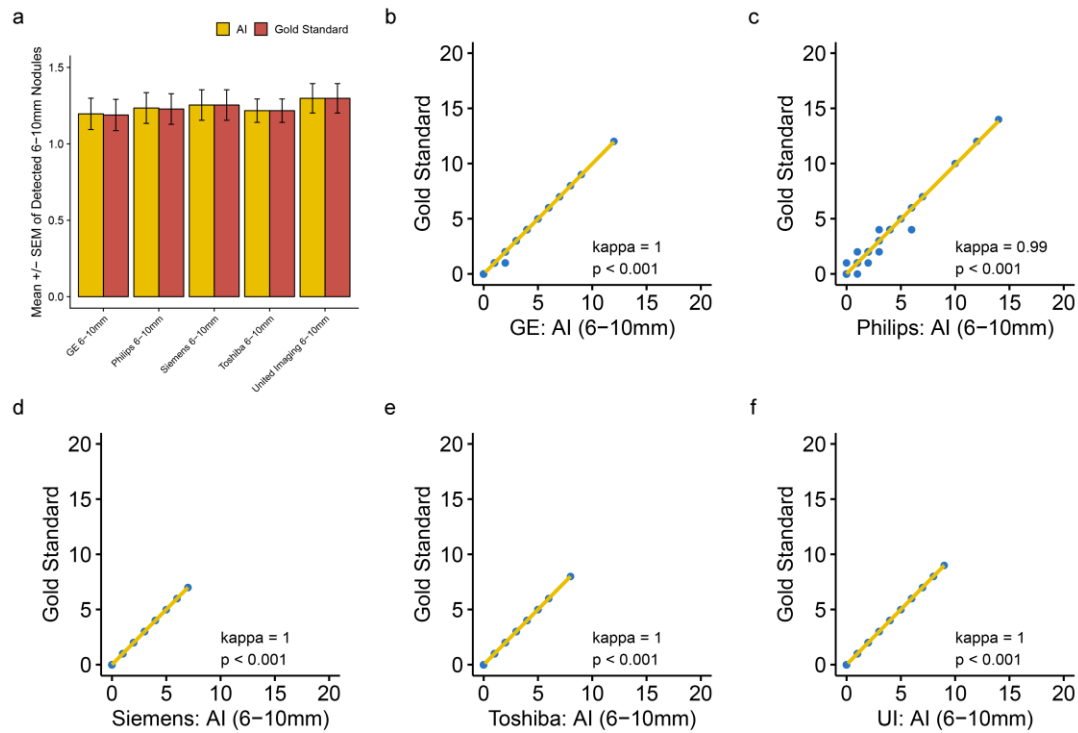 a
AI
Gold Standard
Mean +/− SEM of Detected 6−10mm Nodules
1.5
1.0
0.5
0.0
GE 6−10mm
Philips 6−10mm
Siemens 6−10mm
Toshiba 6−10mm
United Imaging 6−10mm
b
Gold Standard
20
15
10
5
0
kappa = 1
p < 0.001
0 5 10 15 20
GE: AI (6−10mm)
c
Gold Standard
20
15
10
5
0
kappa = 0.99
p < 0.001
0 5 10 15 20
Philips: AI (6−10mm)
d
Gold Standard
20
15
10
5
0
kappa = 1
p < 0.001
0 5 10 15 20
Siemens: AI (6−10mm)
e
Gold Standard
20
15
10
5
0
kappa = 1
p < 0.001
0 5 10 15 20
Toshiba: AI (6−10mm)
f
Gold Standard
20
15
10
5
0
kappa = 1
p < 0.001
0 5 10 15 20
UI: AI (6−10mm)